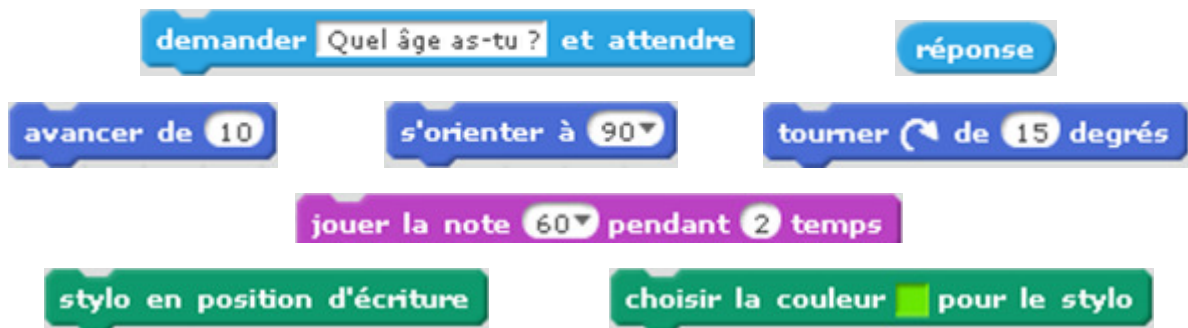 demander Quel âge as-tu ? et attendre
réponse
avancer de 10
s'orienter à 90
tourner de 15 degrés
jouer la note 60 pendant 2 temps
stylo en position d'écriture
choisir la couleur pour le stylo